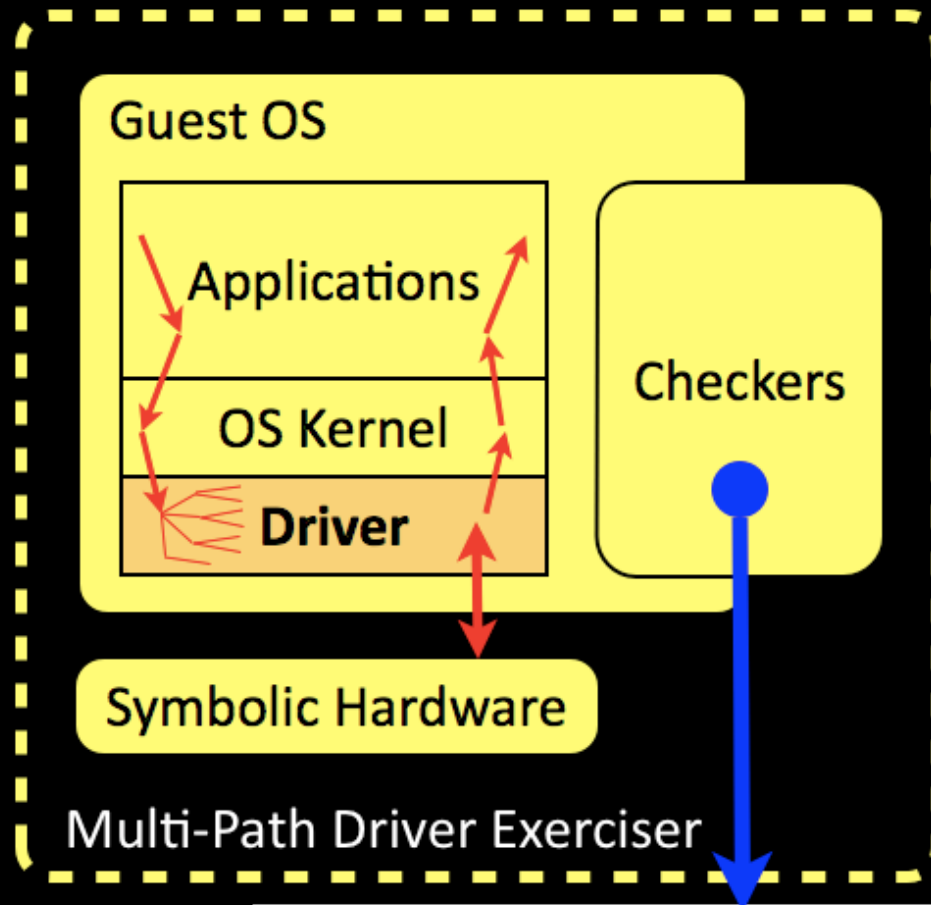 Guest OS
Applications
OS Kernel
Driver
Checkers
Symbolic Hardware
Multi-Path Driver Exerciser